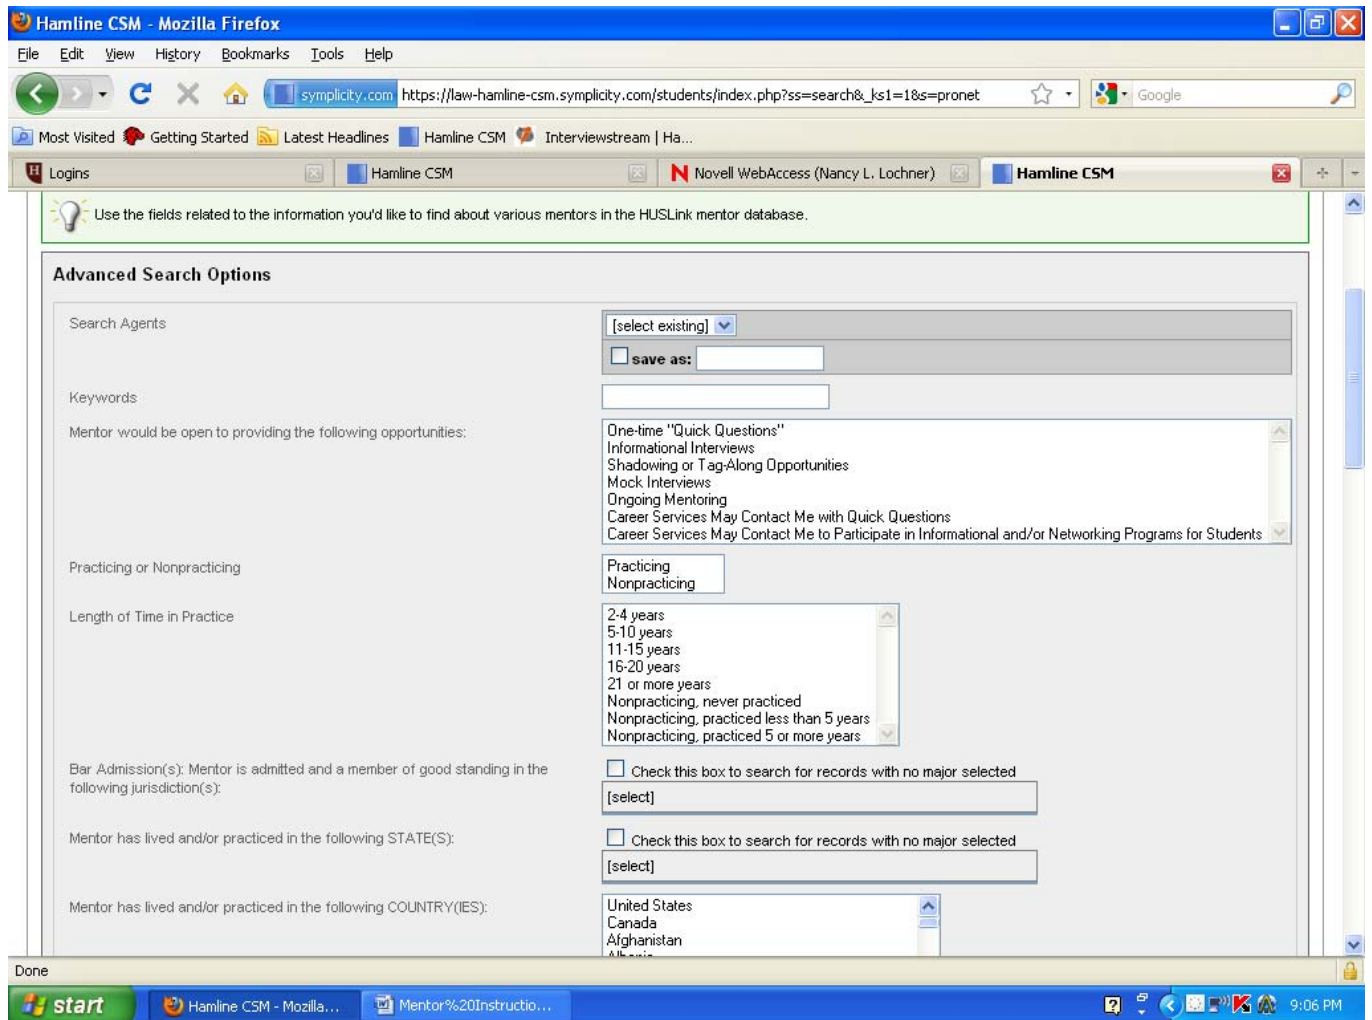 Hamline CSM - Mozilla Firefox
File Edit View History Bookmarks Tools Help
symplicity.com https://law-hamline-csm.symplicity.com/students/index.php?ss=search&_ks1=1&s=pronet Google
Most Visited Getting Started Latest Headlines Hamline CSM Interviewstream | Ha...
Logins Hamline CSM Novell WebAccess (Nancy L. Lochner) Hamline CSM
Use the fields related to the information you'd like to find about various mentors in the HUSLink mentor database.
Advanced Search Options
Search Agents [select existing]
save as:
Keywords
Mentor would be open to providing the following opportunities: One-time "Quick Questions"
Informational Interviews
Shadowing or Tag-Along Opportunities
Mock Interviews
Ongoing Mentoring
Career Services May Contact Me with Quick Questions
Career Services May Contact Me to Participate in Informational and/or Networking Programs for Students
Practicing or Nonpracticing Practicing
Nonpracticing
Length of Time in Practice 2-4 years
5-10 years
11-15 years
16-20 years
21 or more years
Nonpracticing, never practiced
Nonpracticing, practiced less than 5 years
Nonpracticing, practiced 5 or more years
Bar Admission(s): Mentor is admitted and a member of good standing in the
following jurisdiction(s):
Check this box to search for records with no major selected
[select]
Mentor has lived and/or practiced in the following STATE(S): Check this box to search for records with no major selected
[select]
Mentor has lived and/or practiced in the following COUNTRY(IES): United States
Canada
Afghanistan
Albania
Done
start Hamline CSM - Mozilla... Mentor%20Instructio... 9:06 PM